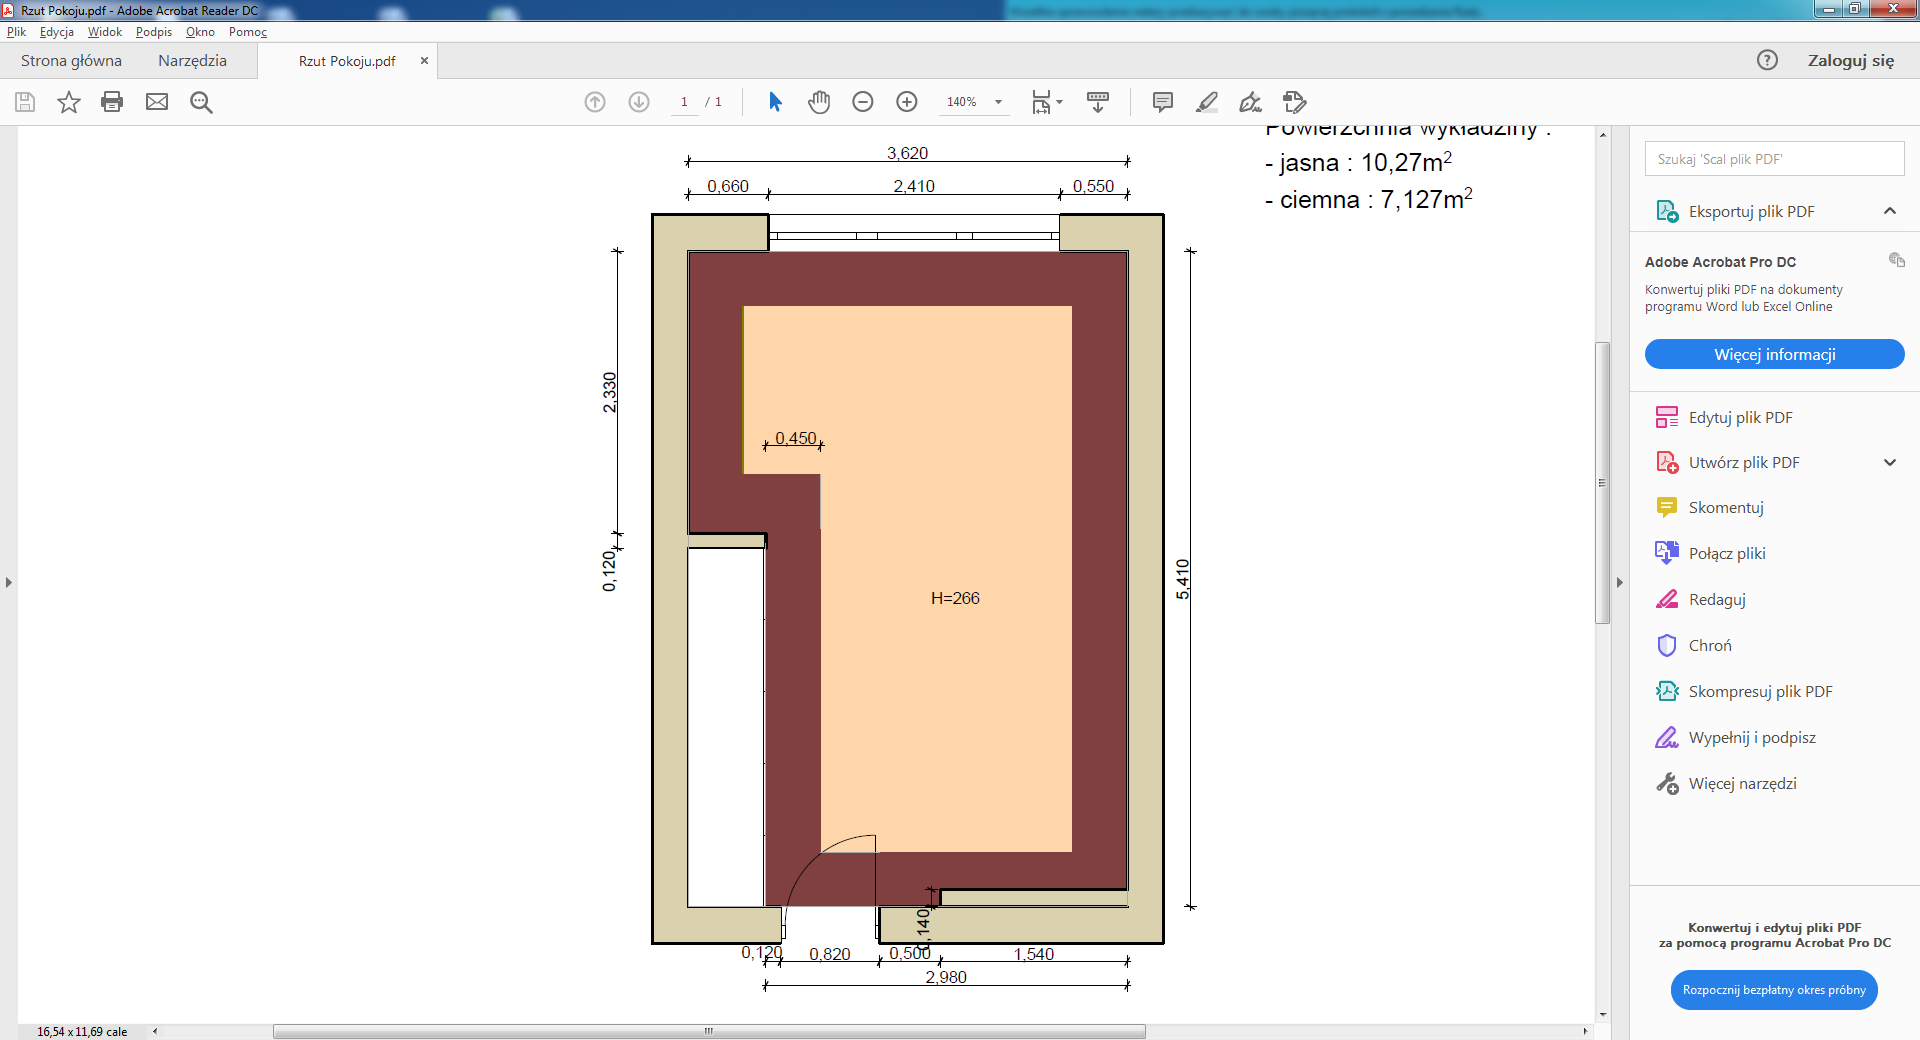 Rzut Pokoju.pdf - Adobe Acrobat Reader DC
Plik Edycja Widok Podpis Okno Pomoc
Strona główna Narzędzia Rzut Pokoju.pdf × ? Zaloguj się
1 / 1 140%
Powierzchnia wykładziny :
- jasna : 10,27m²
- ciemna : 7,127m²
3,620
0,660 2,410 0,550
2,330
0,450
0,120
H=266
5,410
0,140
0,120 0,820 0,500 1,540
2,980
16,54 x 11,69 cale
Szukaj 'Scal plik PDF'
Eksportuj plik PDF
Adobe Acrobat Pro DC
Konwertuj pliki PDF na dokumenty
programu Word lub Excel Online
Więcej informacji
Edytuj plik PDF
Utwórz plik PDF
Skomentuj
Połącz pliki
Redaguj
Chroń
Skompresuj plik PDF
Wypełnij i podpisz
Więcej narzędzi
Konwertuj i edytuj pliki PDF
za pomocą programu Acrobat Pro DC
Rozpocznij bezpłatny okres próbny